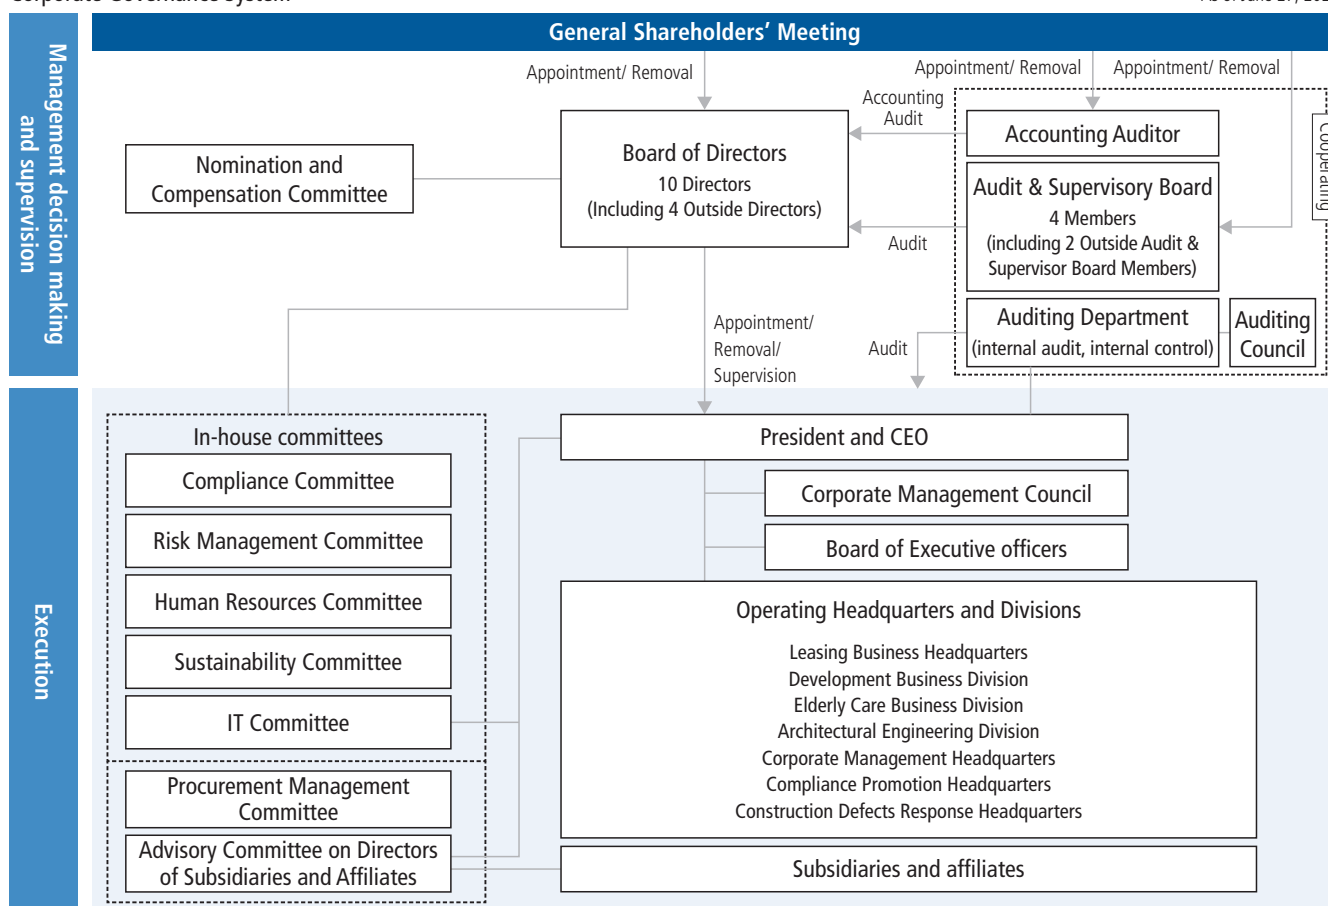 Corporate Governance System
General Shareholders’ Meeting
Management decision making
and supervision
Appointment/ Removal
Appointment/ Removal
Appointment/ Removal
Accounting
Audit
Cooperating
Accounting Auditor
Board of Directors
10 Directors
(Including 4 Outside Directors)
Nomination and
Compensation Committee
Audit & Supervisory Board
4 Members
(including 2 Outside Audit &
Supervisor Board Members)
Audit
Auditing Department
(internal audit, internal control)
Auditing
Council
Appointment/
Removal/
Supervision
Audit
Execution
In-house committees
Compliance Committee
Risk Management Committee
Human Resources Committee
Sustainability Committee
IT Committee
Procurement Management
Committee
Advisory Committee on Directors
of Subsidiaries and Affiliates
President and CEO
Corporate Management Council
Board of Executive officers
Operating Headquarters and Divisions
Leasing Business Headquarters
Development Business Division
Elderly Care Business Division
Architectural Engineering Division
Corporate Management Headquarters
Compliance Promotion Headquarters
Construction Defects Response Headquarters
Subsidiaries and affiliates